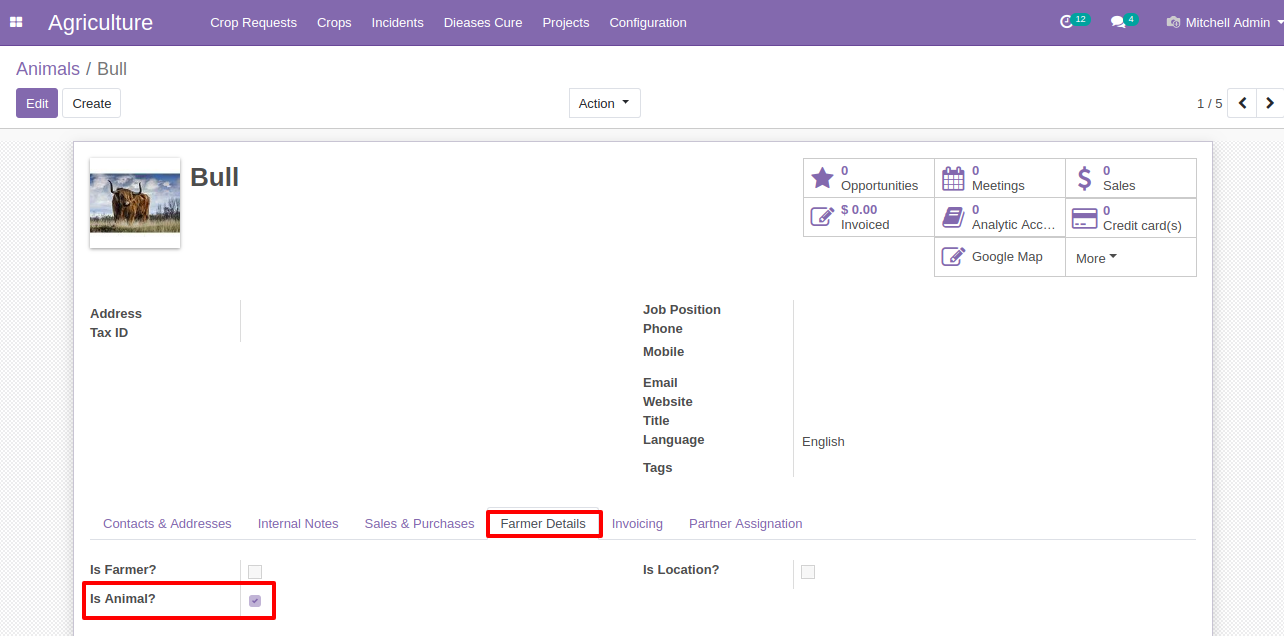 Agriculture Crop Requests Crops Incidents Dieases Cure Projects Configuration 12 4 Mitchell Admin
Animals / Bull
Edit Create Action 1 / 5
Bull
0 Opportunities
0 Meetings
0 Sales
$ 0.00 Invoiced
0 Analytic Acc...
0 Credit card(s)
Google Map
More
Address
Tax ID
Job Position
Phone
Mobile
Email
Website
Title
Language English
Tags
Contacts & Addresses Internal Notes Sales & Purchases Farmer Details Invoicing Partner Assignation
Is Farmer? Is Location?
Is Animal?